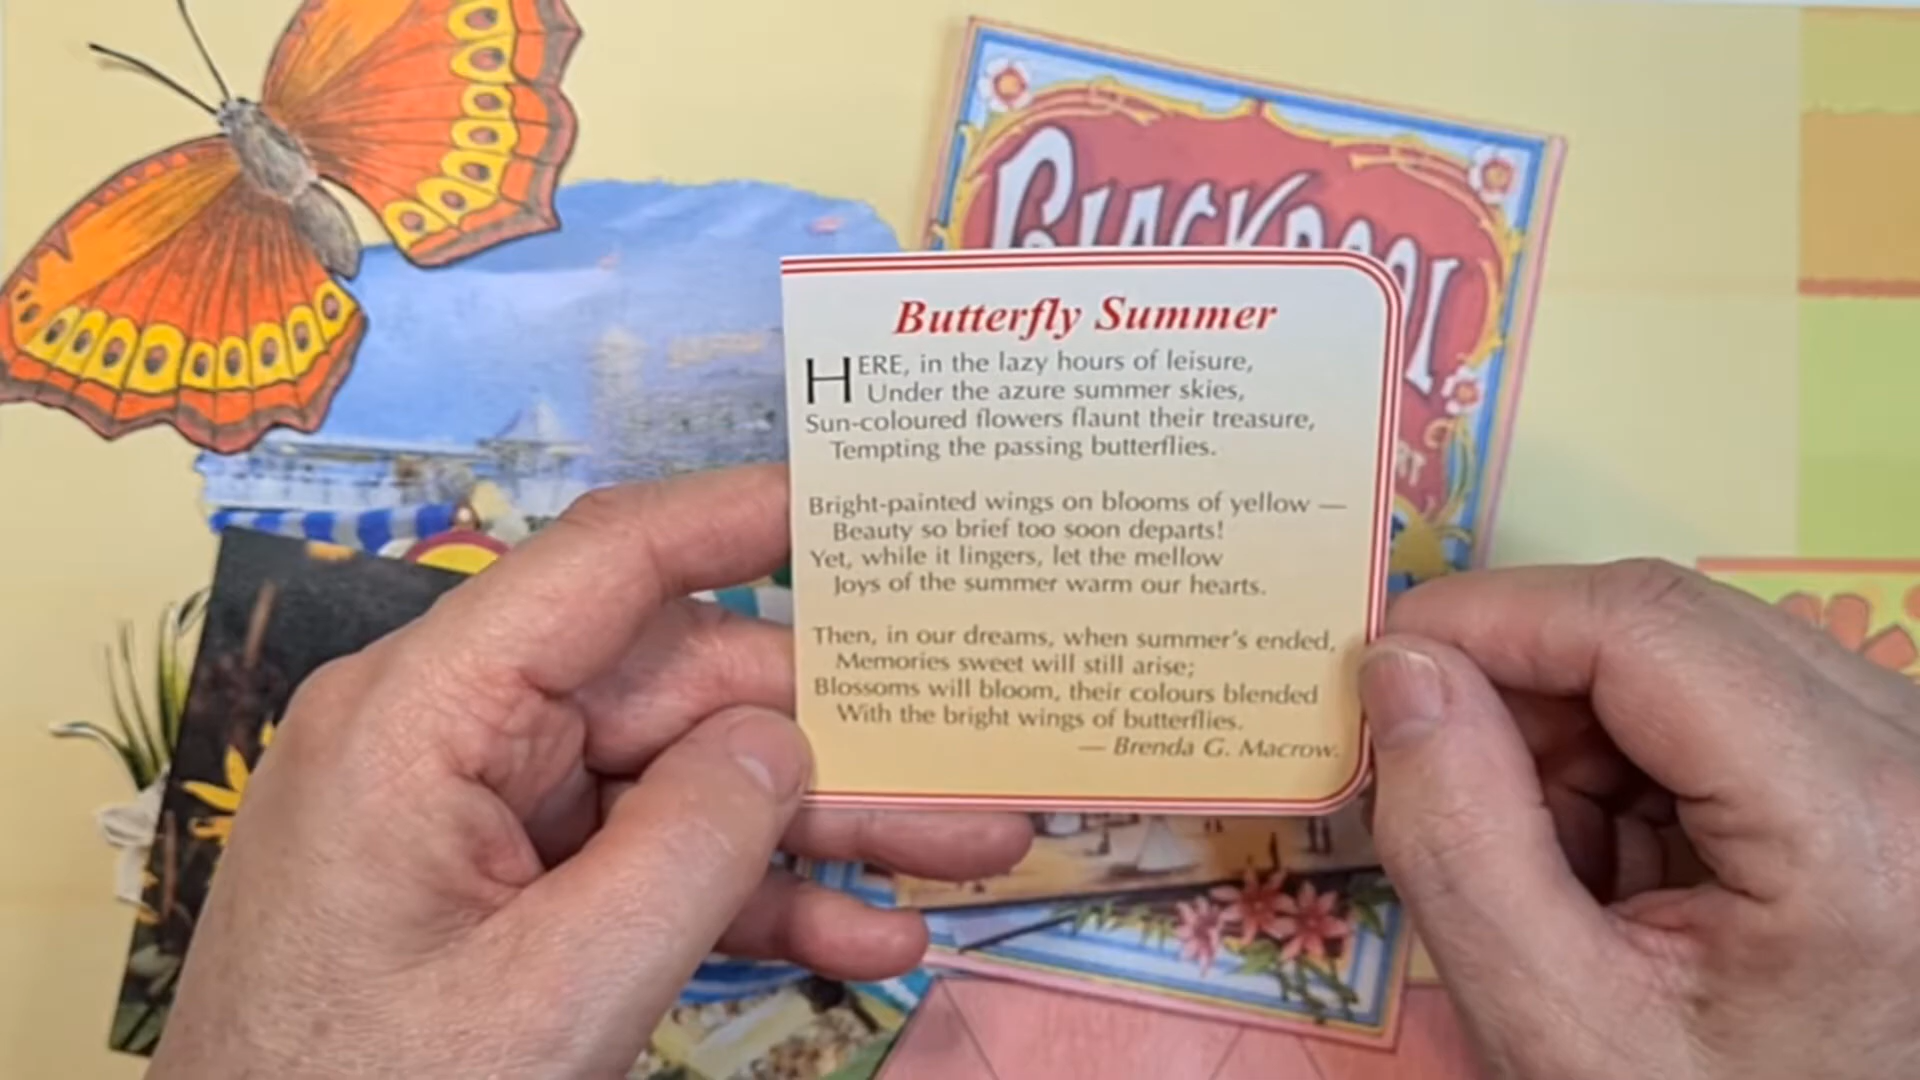 BLACKPOOL
Butterfly Summer
HERE, in the lazy hours of leisure,
Under the azure summer skies,
Sun-coloured flowers flaunt their treasure,
Tempting the passing butterflies.
Bright-painted wings on blooms of yellow —
Beauty so brief too soon departs!
Yet, while it lingers, let the mellow
Joys of the summer warm our hearts.
Then, in our dreams, when summer's ended,
Memories sweet will still arise;
Blossoms will bloom, their colours blended
With the bright wings of butterflies.
— Brenda G. Macrow.